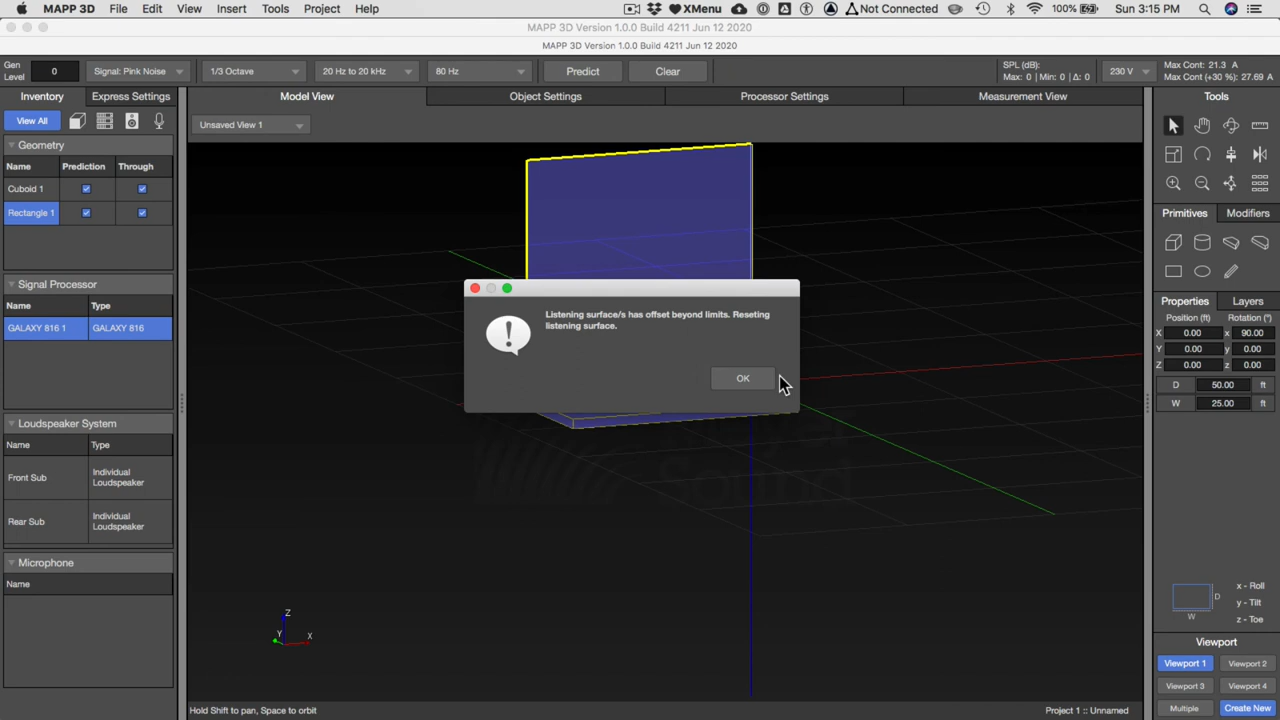 MAPP 3D File Edit View Insert Tools Project Help XMenu Not Connected 100% Sun 3:15 PM
MAPP 3D Version 1.0.0 Build 4211 Jun 12 2020
MAPP 3D Version 1.0.0 Build 4211 Jun 12 2020
Gen Level 0 Signal: Pink Noise 1/3 Octave 20 Hz to 20 kHz 80 Hz Predict Clear
SPL (dB):
Max: 0 | Min: 0 | Δ: 0
230 V
Max Cont: 21.3 A
Max Cont (+30 %): 27.69 A
Inventory Express Settings Model View Object Settings Processor Settings Measurement View Tools
View All
Unsaved View 1
Geometry
Name Prediction Through
Cuboid 1
Rectangle 1
Signal Processor
Name Type
GALAXY 816 1 GALAXY 816
Loudspeaker System
Name Type
Front Sub Individual Loudspeaker
Rear Sub Individual Loudspeaker
Microphone
Name
Listening surface/s has offset beyond limits. Reseting
listening surface.
OK
Sound
Z
Y X
Hold Shift to pan, Space to orbit
Project 1 :: Unnamed
Primitives Modifiers
Properties Layers
Position (ft) Rotation (°)
X 0.00 x 90.00
Y 0.00 y 0.00
Z 0.00 z 0.00
D 50.00 ft
W 25.00 ft
x - Roll
D y - Tilt
W z - Toe
Viewport
Viewport 1 Viewport 2
Viewport 3 Viewport 4
Multiple Create New